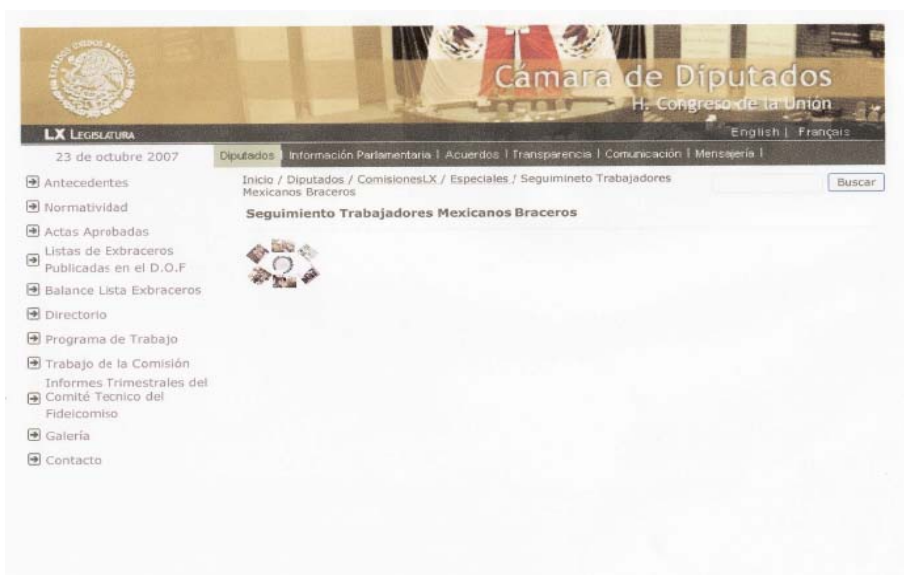 Cámara de Diputados
H. Congreso de la Unión
LX LEGISLATURA
English | Français
23 de octubre 2007
Diputados | Información Parlamentaria | Acuerdos | Transparencia | Comunicación | Mensajería |
Antecedentes
Normatividad
Actas Aprobadas
Listas de Exbraceros
Publicadas en el D.O.F
Balance Lista Exbraceros
Directorio
Programa de Trabajo
Trabajo de la Comisión
Informes Trimestrales del
Comité Tecnico del
Fideicomiso
Galería
Contacto
Inicio / Diputados / ComisionesLX / Especiales / Seguimineto Trabajadores
Mexicanos Braceros
Buscar
Seguimiento Trabajadores Mexicanos Braceros